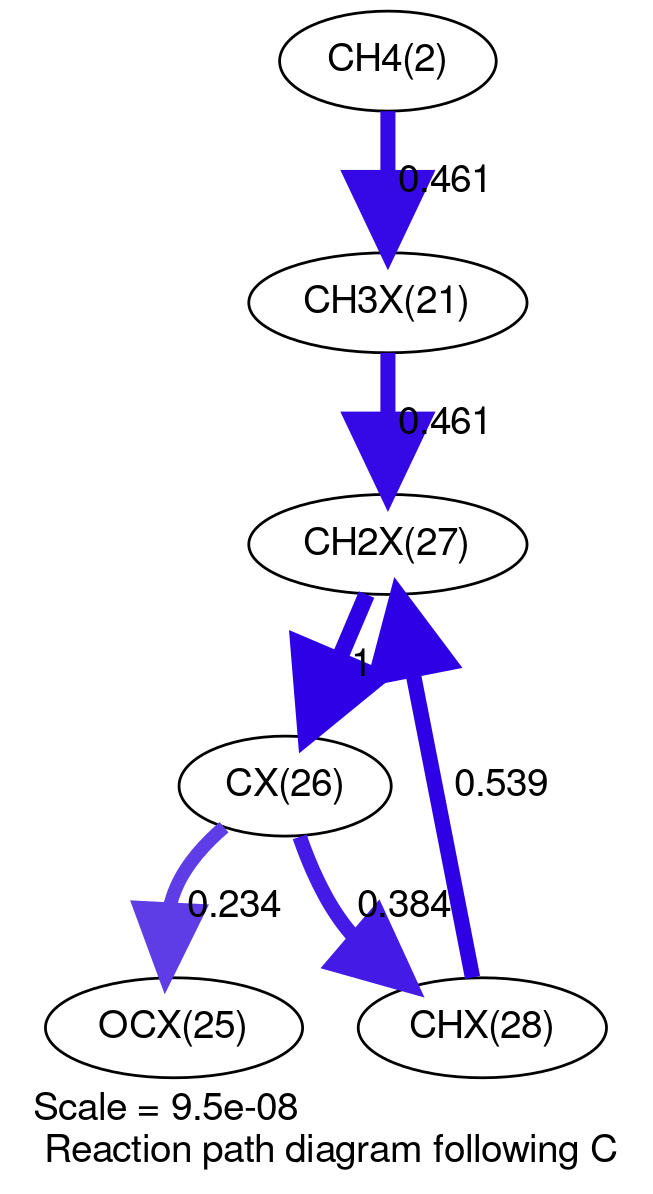 CH4(2)
0.461
CH3X(21)
0.461
CH2X(27)
1
CX(26)
0.539
0.234
0.384
OCX(25)
CHX(28)
Scale = 9.5e-08
Reaction path diagram following C